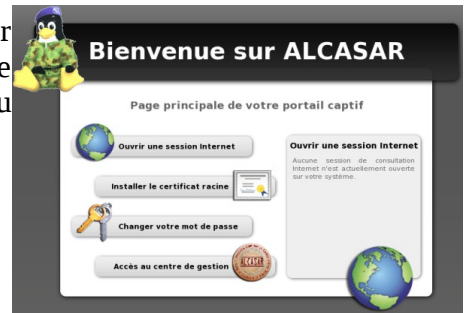 r
e
u
Bienvenue sur ALCASAR
Page principale de votre portail captif
Ouvrir une session Internet
Installer le certificat racine
Changer votre mot de passe
Accès au centre de gestion
Ouvrir une session Internet
Aucune session de consultation
Internet n'est actuellement ouverte
sur votre système.